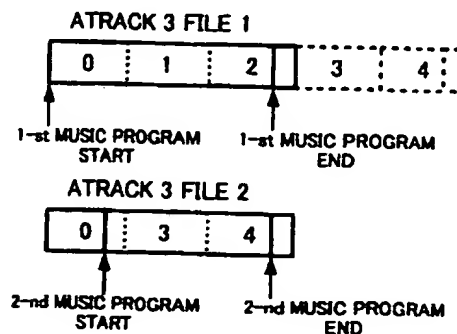 ATRACK 3 FILE 1
0 1 2 3 4
1-st MUSIC PROGRAM START
1-st MUSIC PROGRAM END
ATRACK 3 FILE 2
0 3 4
2-nd MUSIC PROGRAM START
2-nd MUSIC PROGRAM END